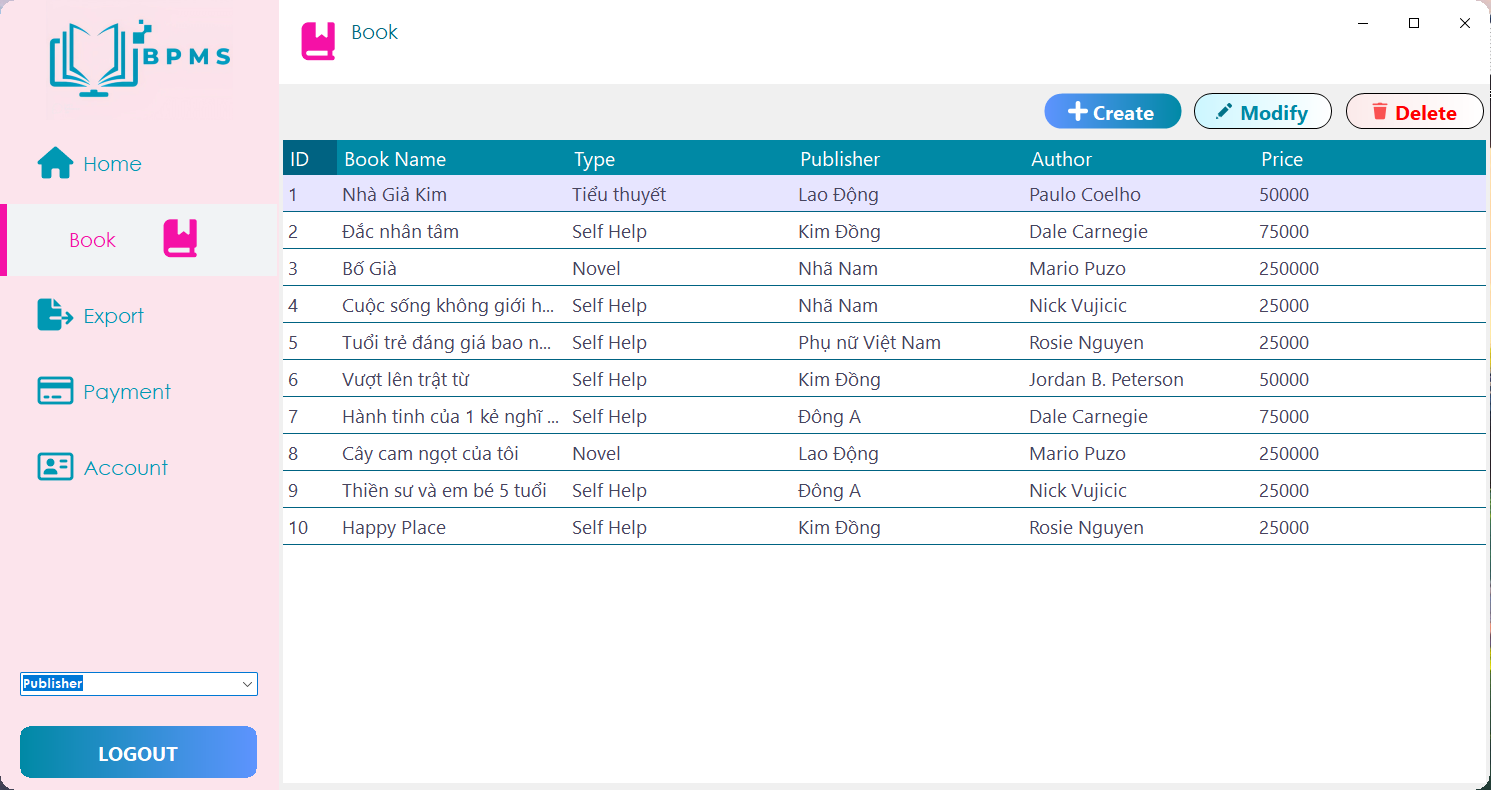 BPMS
Book
Create Modify Delete
Home
Book
Export
Payment
Account
ID Book Name Type Publisher Author Price
1 Nhà Giả Kim Tiểu thuyết Lao Động Paulo Coelho 50000
2 Đắc nhân tâm Self Help Kim Đồng Dale Carnegie 75000
3 Bố Già Novel Nhã Nam Mario Puzo 250000
4 Cuộc sống không giới h... Self Help Nhã Nam Nick Vujicic 25000
5 Tuổi trẻ đáng giá bao n... Self Help Phụ nữ Việt Nam Rosie Nguyen 25000
6 Vượt lên trật từ Self Help Kim Đồng Jordan B. Peterson 50000
7 Hành tinh của 1 kẻ nghĩ ... Self Help Đông A Dale Carnegie 75000
8 Cây cam ngọt của tôi Novel Lao Động Mario Puzo 250000
9 Thiền sư và em bé 5 tuổi Self Help Đông A Nick Vujicic 25000
10 Happy Place Self Help Kim Đồng Rosie Nguyen 25000
Publisher
LOGOUT